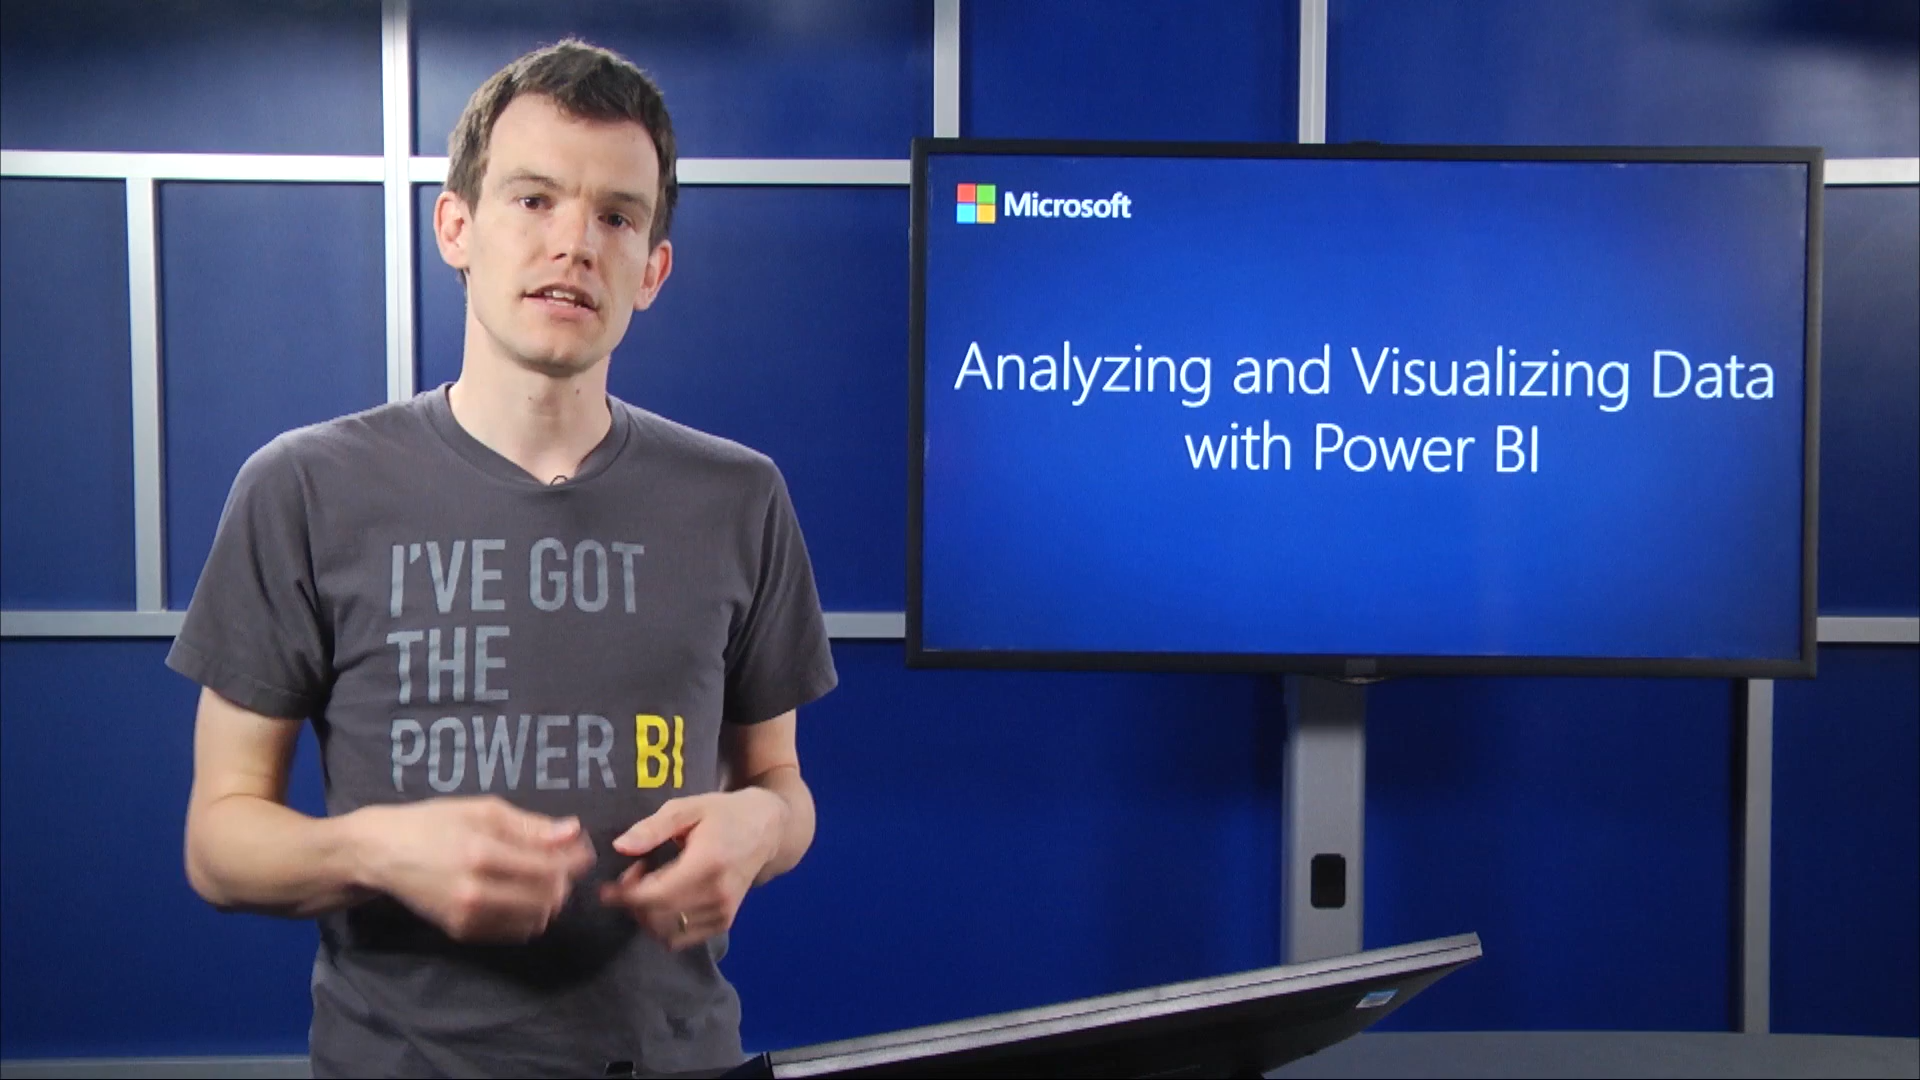 Microsoft
Analyzing and Visualizing Data
with Power BI
I'VE GOT
THE
POWER BI